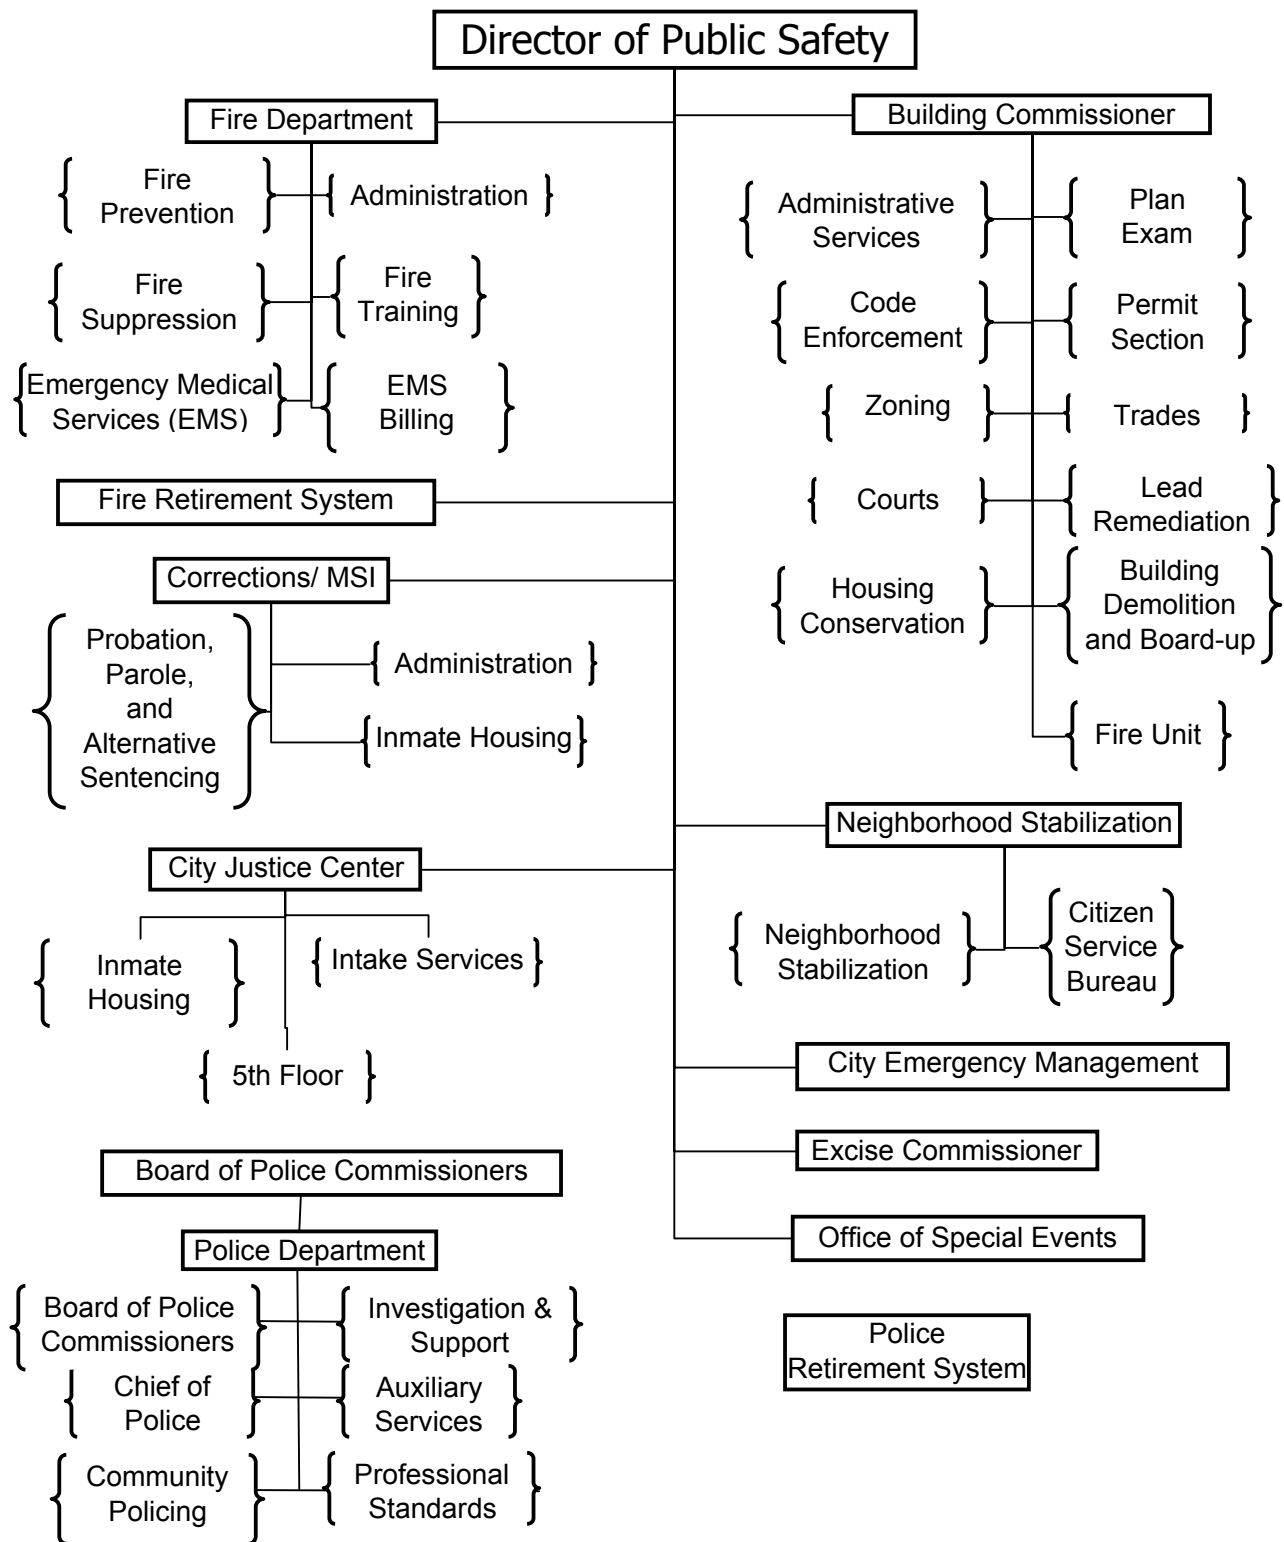 Director of Public Safety
Fire Department
Fire
Prevention
Administration
Fire
Suppression
Fire
Training
Emergency Medical
Services (EMS)
EMS
Billing
Fire Retirement System
Corrections/ MSI
Probation,
Parole,
and
Alternative
Sentencing
Administration
Inmate Housing
City Justice Center
Inmate
Housing
Intake Services
5th Floor
Board of Police Commissioners
Police Department
Board of Police
Commissioners
Investigation &
Support
Chief of
Police
Auxiliary
Services
Community
Policing
Professional
Standards
Building Commissioner
Administrative
Services
Plan
Exam
Code
Enforcement
Permit
Section
Zoning
Trades
Courts
Lead
Remediation
Housing
Conservation
Building
Demolition
and Board-up
Fire Unit
Neighborhood Stabilization
Neighborhood
Stabilization
Citizen
Service
Bureau
City Emergency Management
Excise Commissioner
Office of Special Events
Police
Retirement System